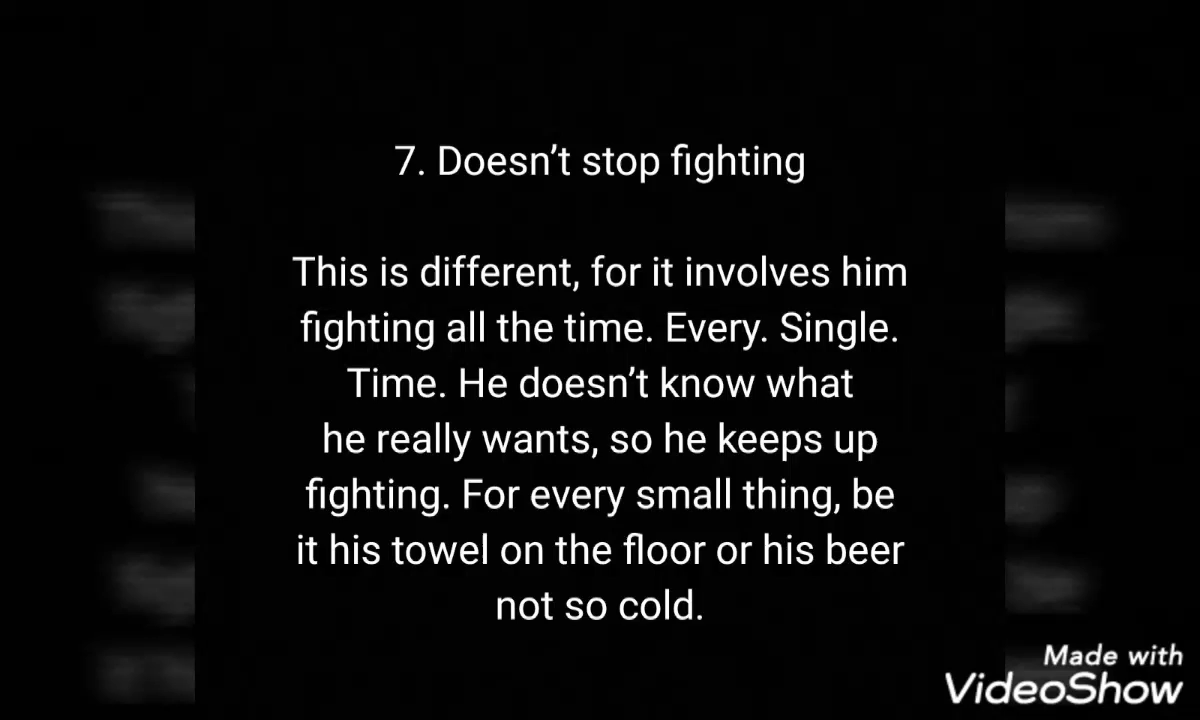 7. Doesn’t stop fighting
This is different, for it involves him
fighting all the time. Every. Single.
Time. He doesn’t know what
he really wants, so he keeps up
fighting. For every small thing, be
it his towel on the floor or his beer
not so cold.
Made with
VideoShow